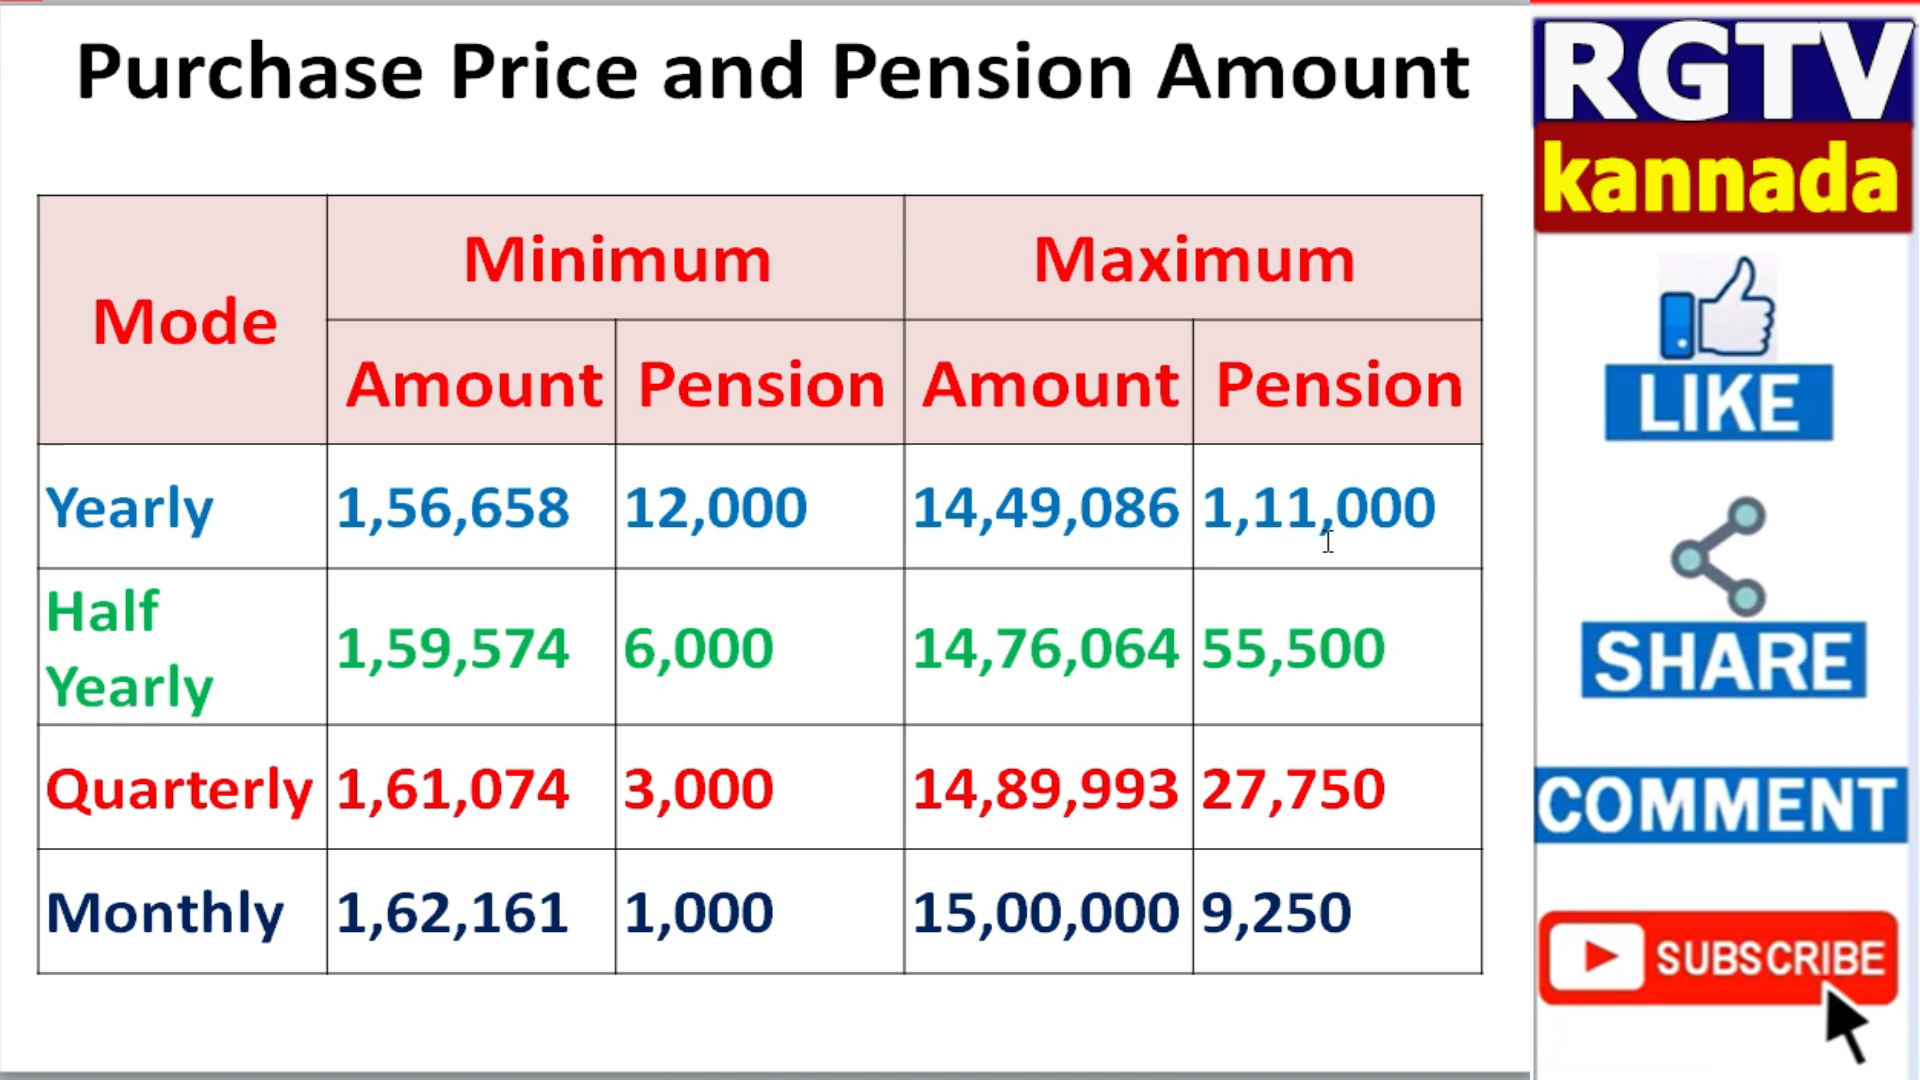 Purchase Price and Pension Amount
Mode Minimum Maximum
Amount Pension Amount Pension
Yearly 1,56,658 12,000 14,49,086 1,11,000
Half Yearly 1,59,574 6,000 14,76,064 55,500
Quarterly 1,61,074 3,000 14,89,993 27,750
Monthly 1,62,161 1,000 15,00,000 9,250
RGTV
kannada
LIKE
SHARE
COMMENT
SUBSCRIBE